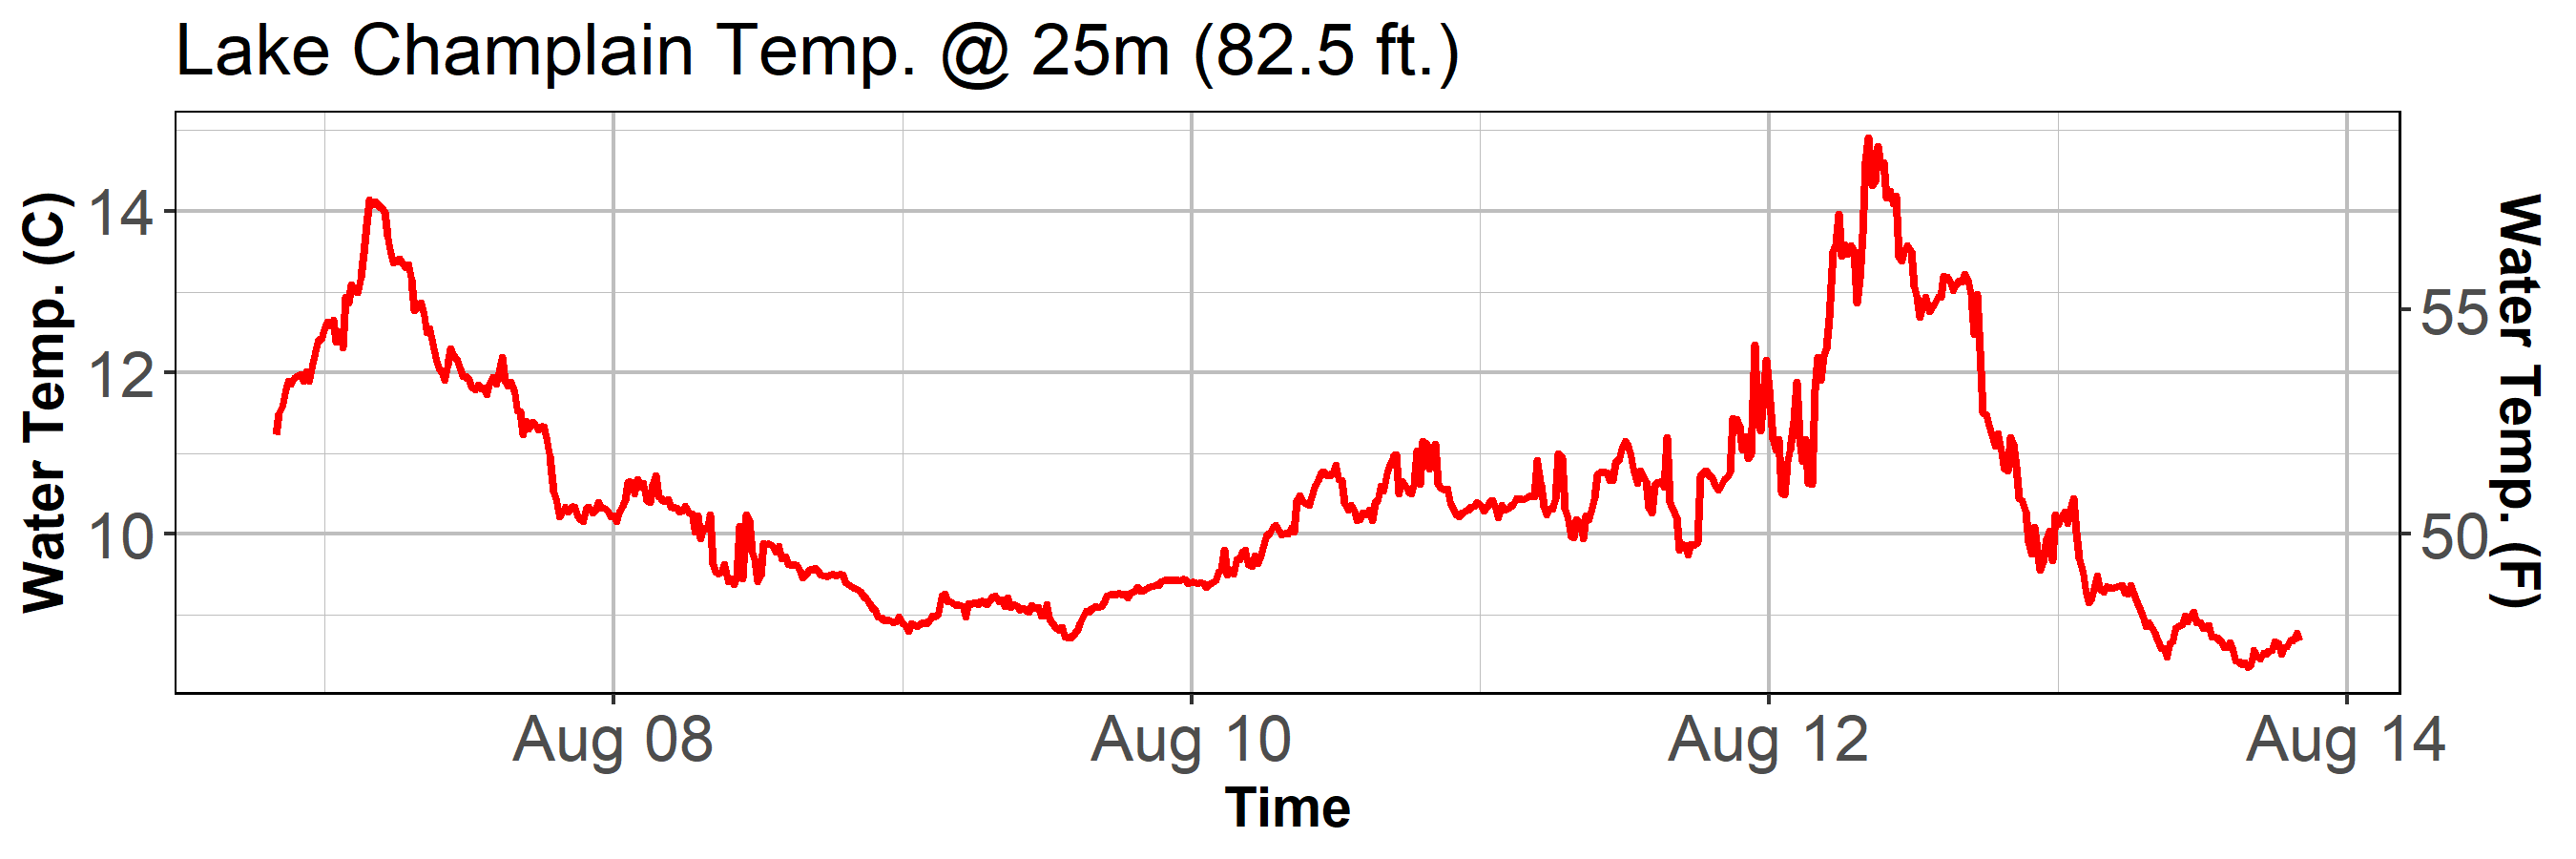 Lake Champlain Temp. @ 25m (82.5 ft.)
Water Temp. (C)
14
12
10
55
50
Water Temp. (F)
Aug 08 Aug 10 Aug 12 Aug 14
Time